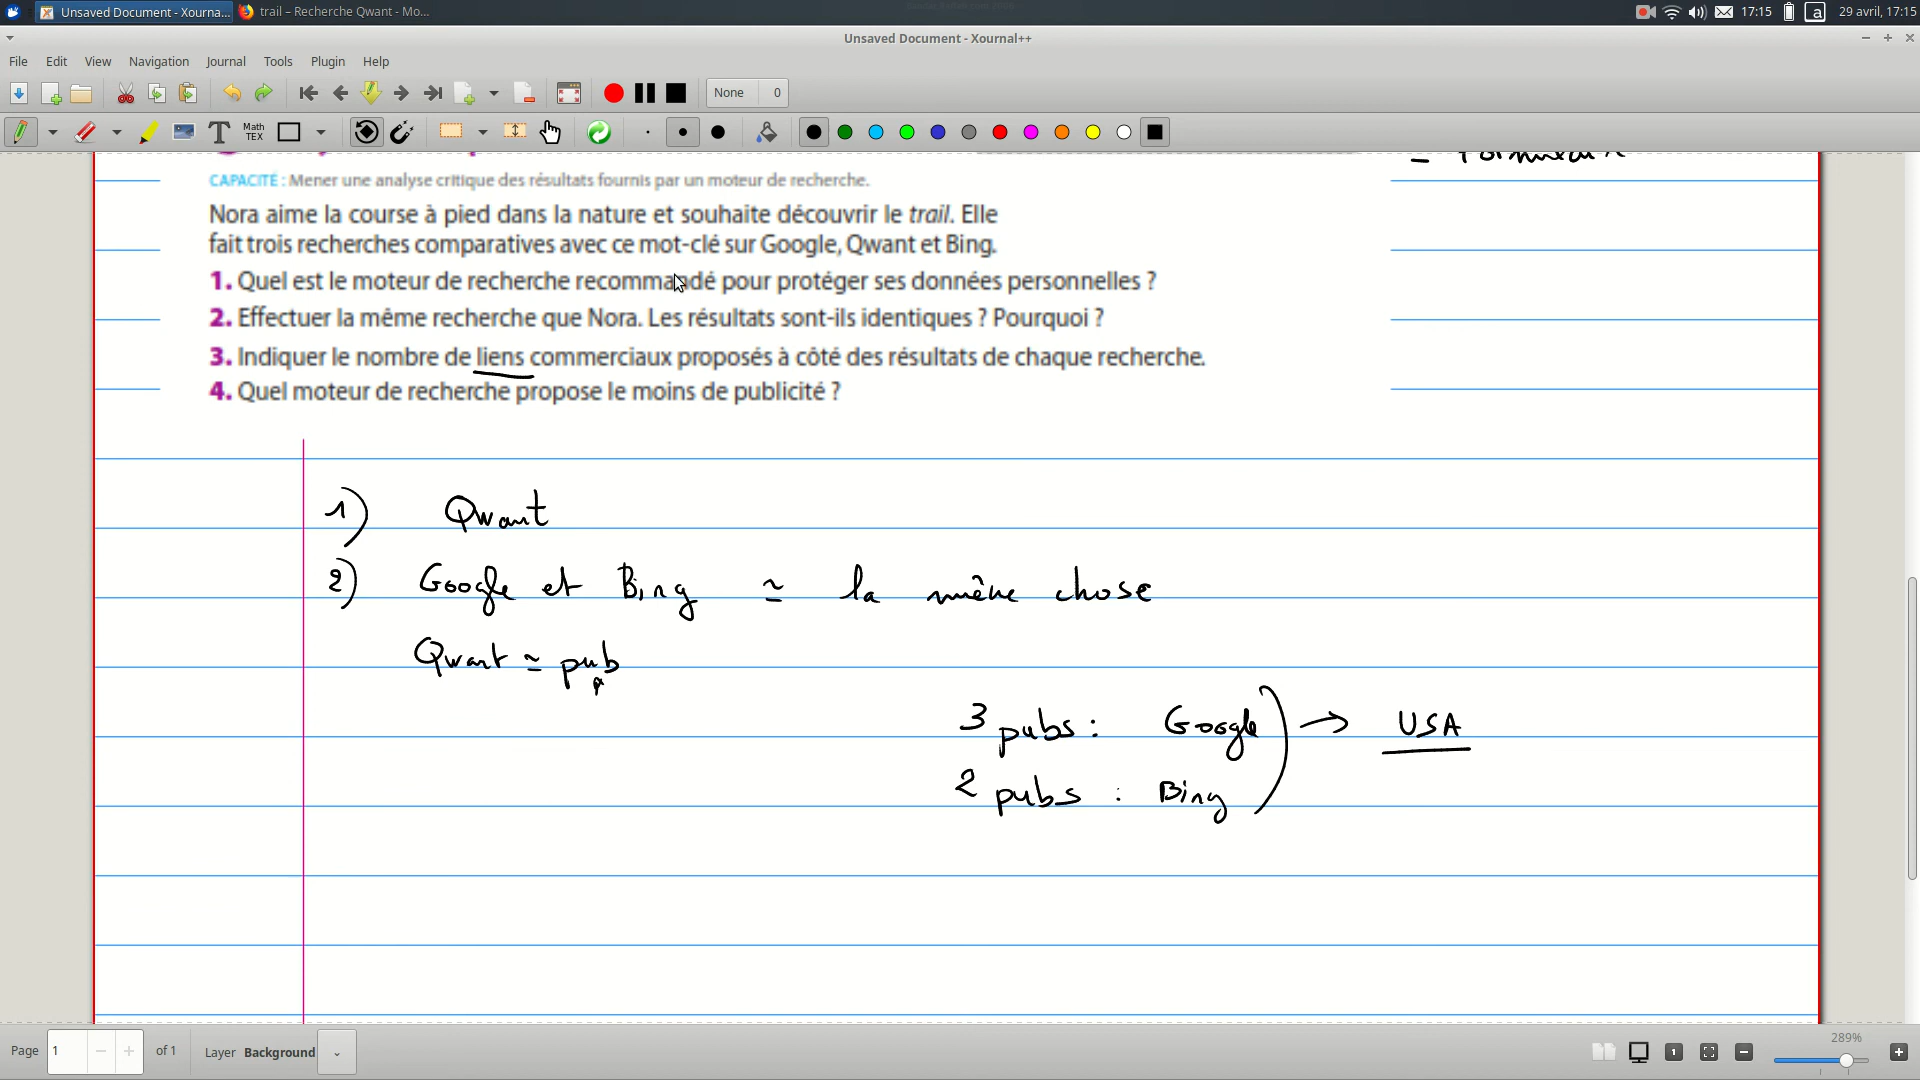 Unsaved Document - Xourna...
trail – Recherche Qwant - Mo...
17:15
a
29 avril, 17:15
Unsaved Document - Xournal++
File Edit View Navigation Journal Tools Plugin Help
None 0
Math
TEX
CAPACITÉ : Mener une analyse critique des résultats fournis par un moteur de recherche.
Nora aime la course à pied dans la nature et souhaite découvrir le trail. Elle
fait trois recherches comparatives avec ce mot-clé sur Google, Qwant et Bing.
1. Quel est le moteur de recherche recommandé pour protéger ses données personnelles ?
2. Effectuer la même recherche que Nora. Les résultats sont-ils identiques ? Pourquoi ?
3. Indiquer le nombre de liens commerciaux proposés à côté des résultats de chaque recherche.
4. Quel moteur de recherche propose le moins de publicité ?
1) Qwant
2) Google et Bing ≃ la même chose
Qwant ≃ pub
3 pubs : Google → USA
2 pubs : Bing
Page 1 of 1 Layer Background
1
289%